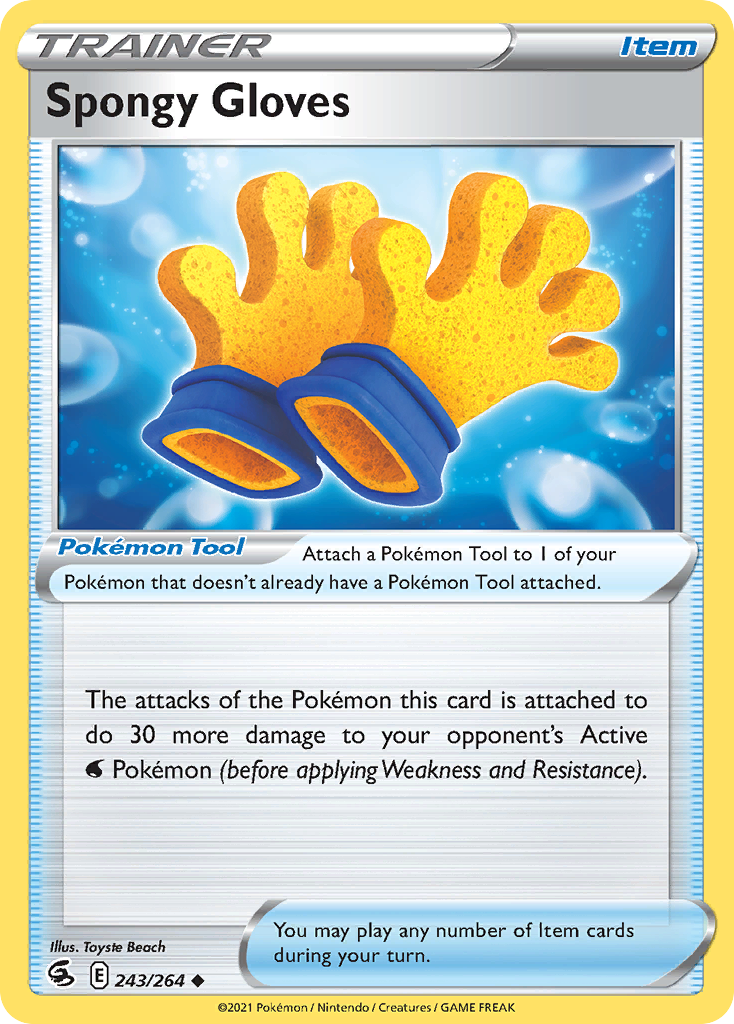 TRAINER
Item
Spongy Gloves
Pokémon Tool
Attach a Pokémon Tool to 1 of your
Pokémon that doesn't already have a Pokémon Tool attached.
The attacks of the Pokémon this card is attached to
do 30 more damage to your opponent's Active
Pokémon (before applying Weakness and Resistance).
You may play any number of Item cards
during your turn.
Illus. Toyste Beach
E 243/264
©2021 Pokémon / Nintendo / Creatures / GAME FREAK